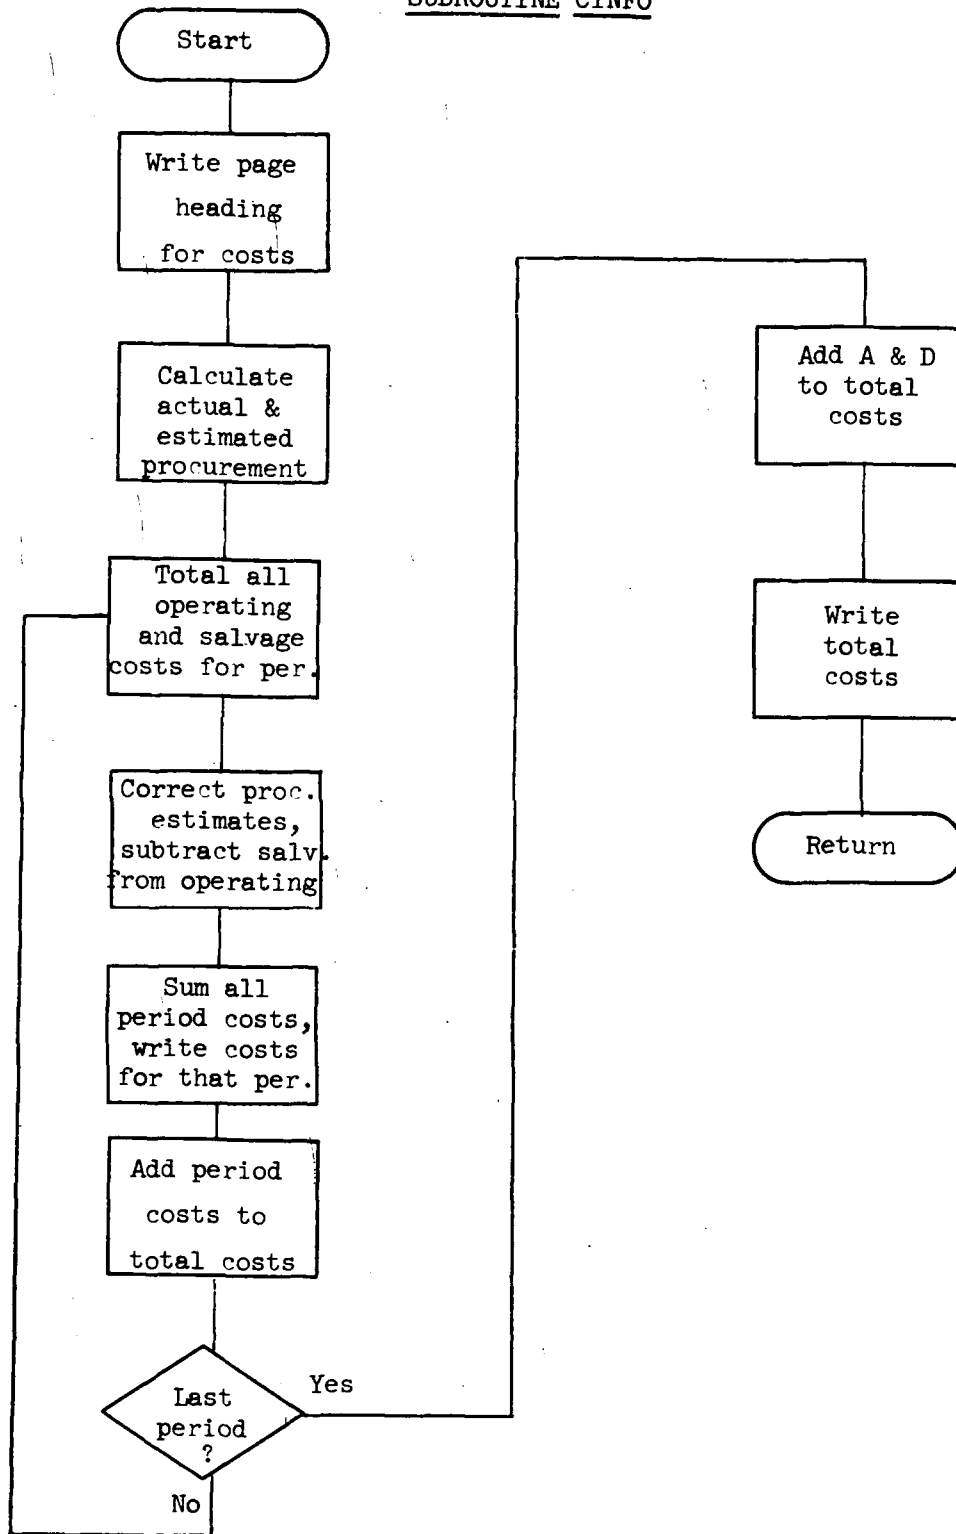 SUBROUTINE CYNFO
Start
Write page
heading
for costs
Calculate
actual &
estimated
procurement
Total all
operating
and salvage
costs for per.
Correct proc.
estimates,
subtract salv.
from operating
Sum all
period costs,
write costs
for that per.
Add period
costs to
total costs
Last
period
?
Yes
No
Add A & D
to total
costs
Write
total
costs
Return